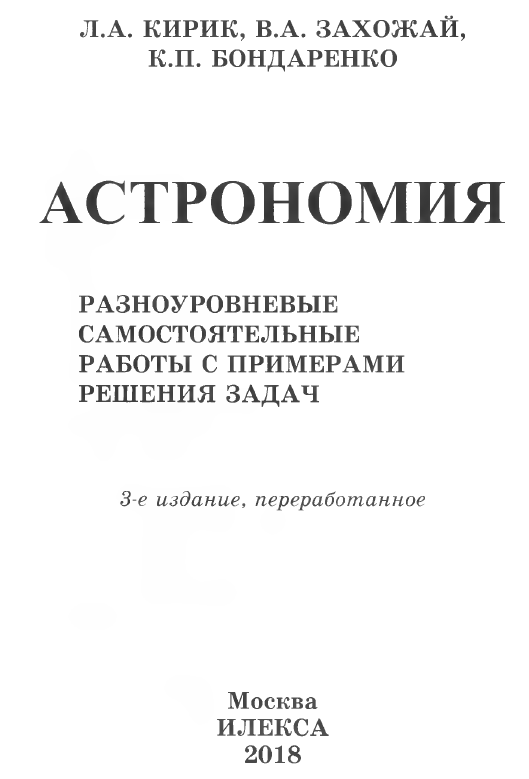 Л.А. КИРИК, В.А. ЗАХОЖАЙ,
К.П. БОНДАРЕНКО
АСТРОНОМИЯ
РАЗНОУРОВНЕВЫЕ
САМОСТОЯТЕЛЬНЫЕ
РАБОТЫ С ПРИМЕРАМИ
РЕШЕНИЯ ЗАДАЧ
3-е издание, переработанное
Москва
ИЛЕКСА
2018